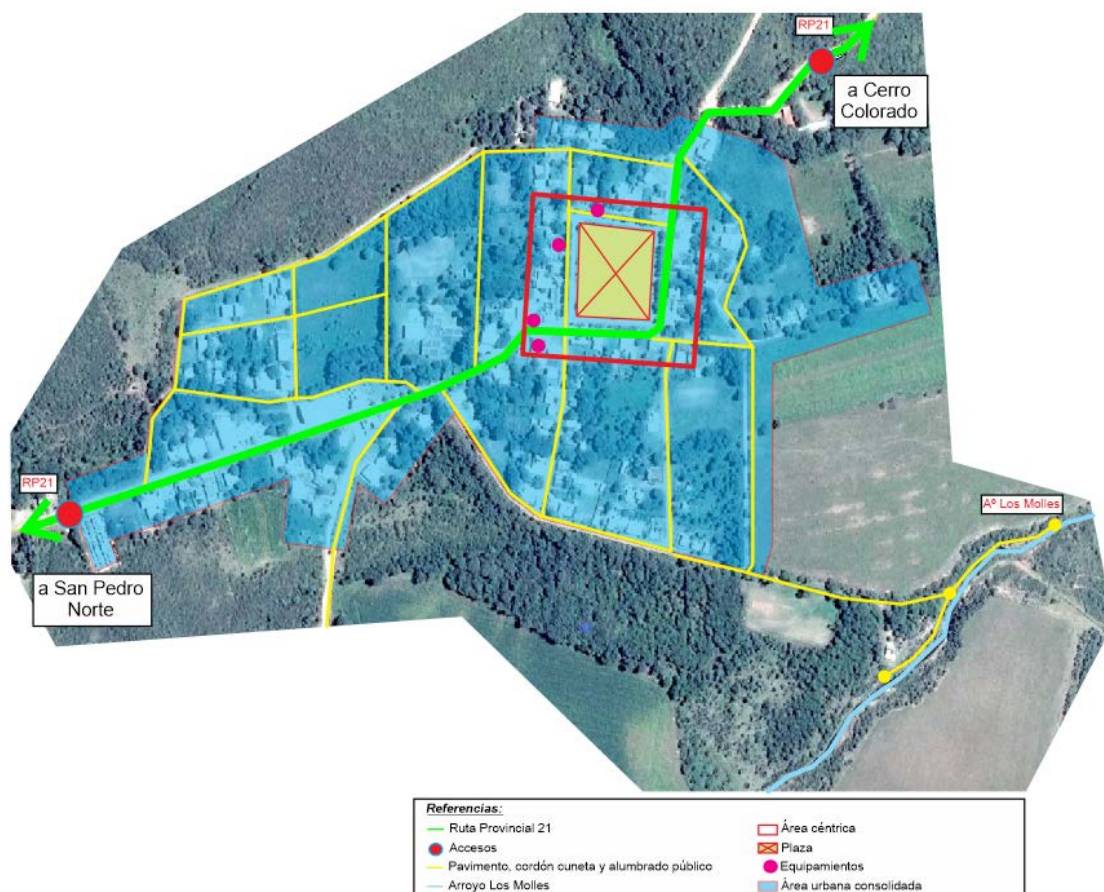 RP21
a Cerro
Colorado
RP21
a San Pedro
Norte
Aº Los Molles
Referencias:
Ruta Provincial 21
Accesos
Pavimento, cordón cuneta y alumbrado público
Arroyo Los Molles
Área céntrica
Plaza
Equipamientos
Área urbana consolidada